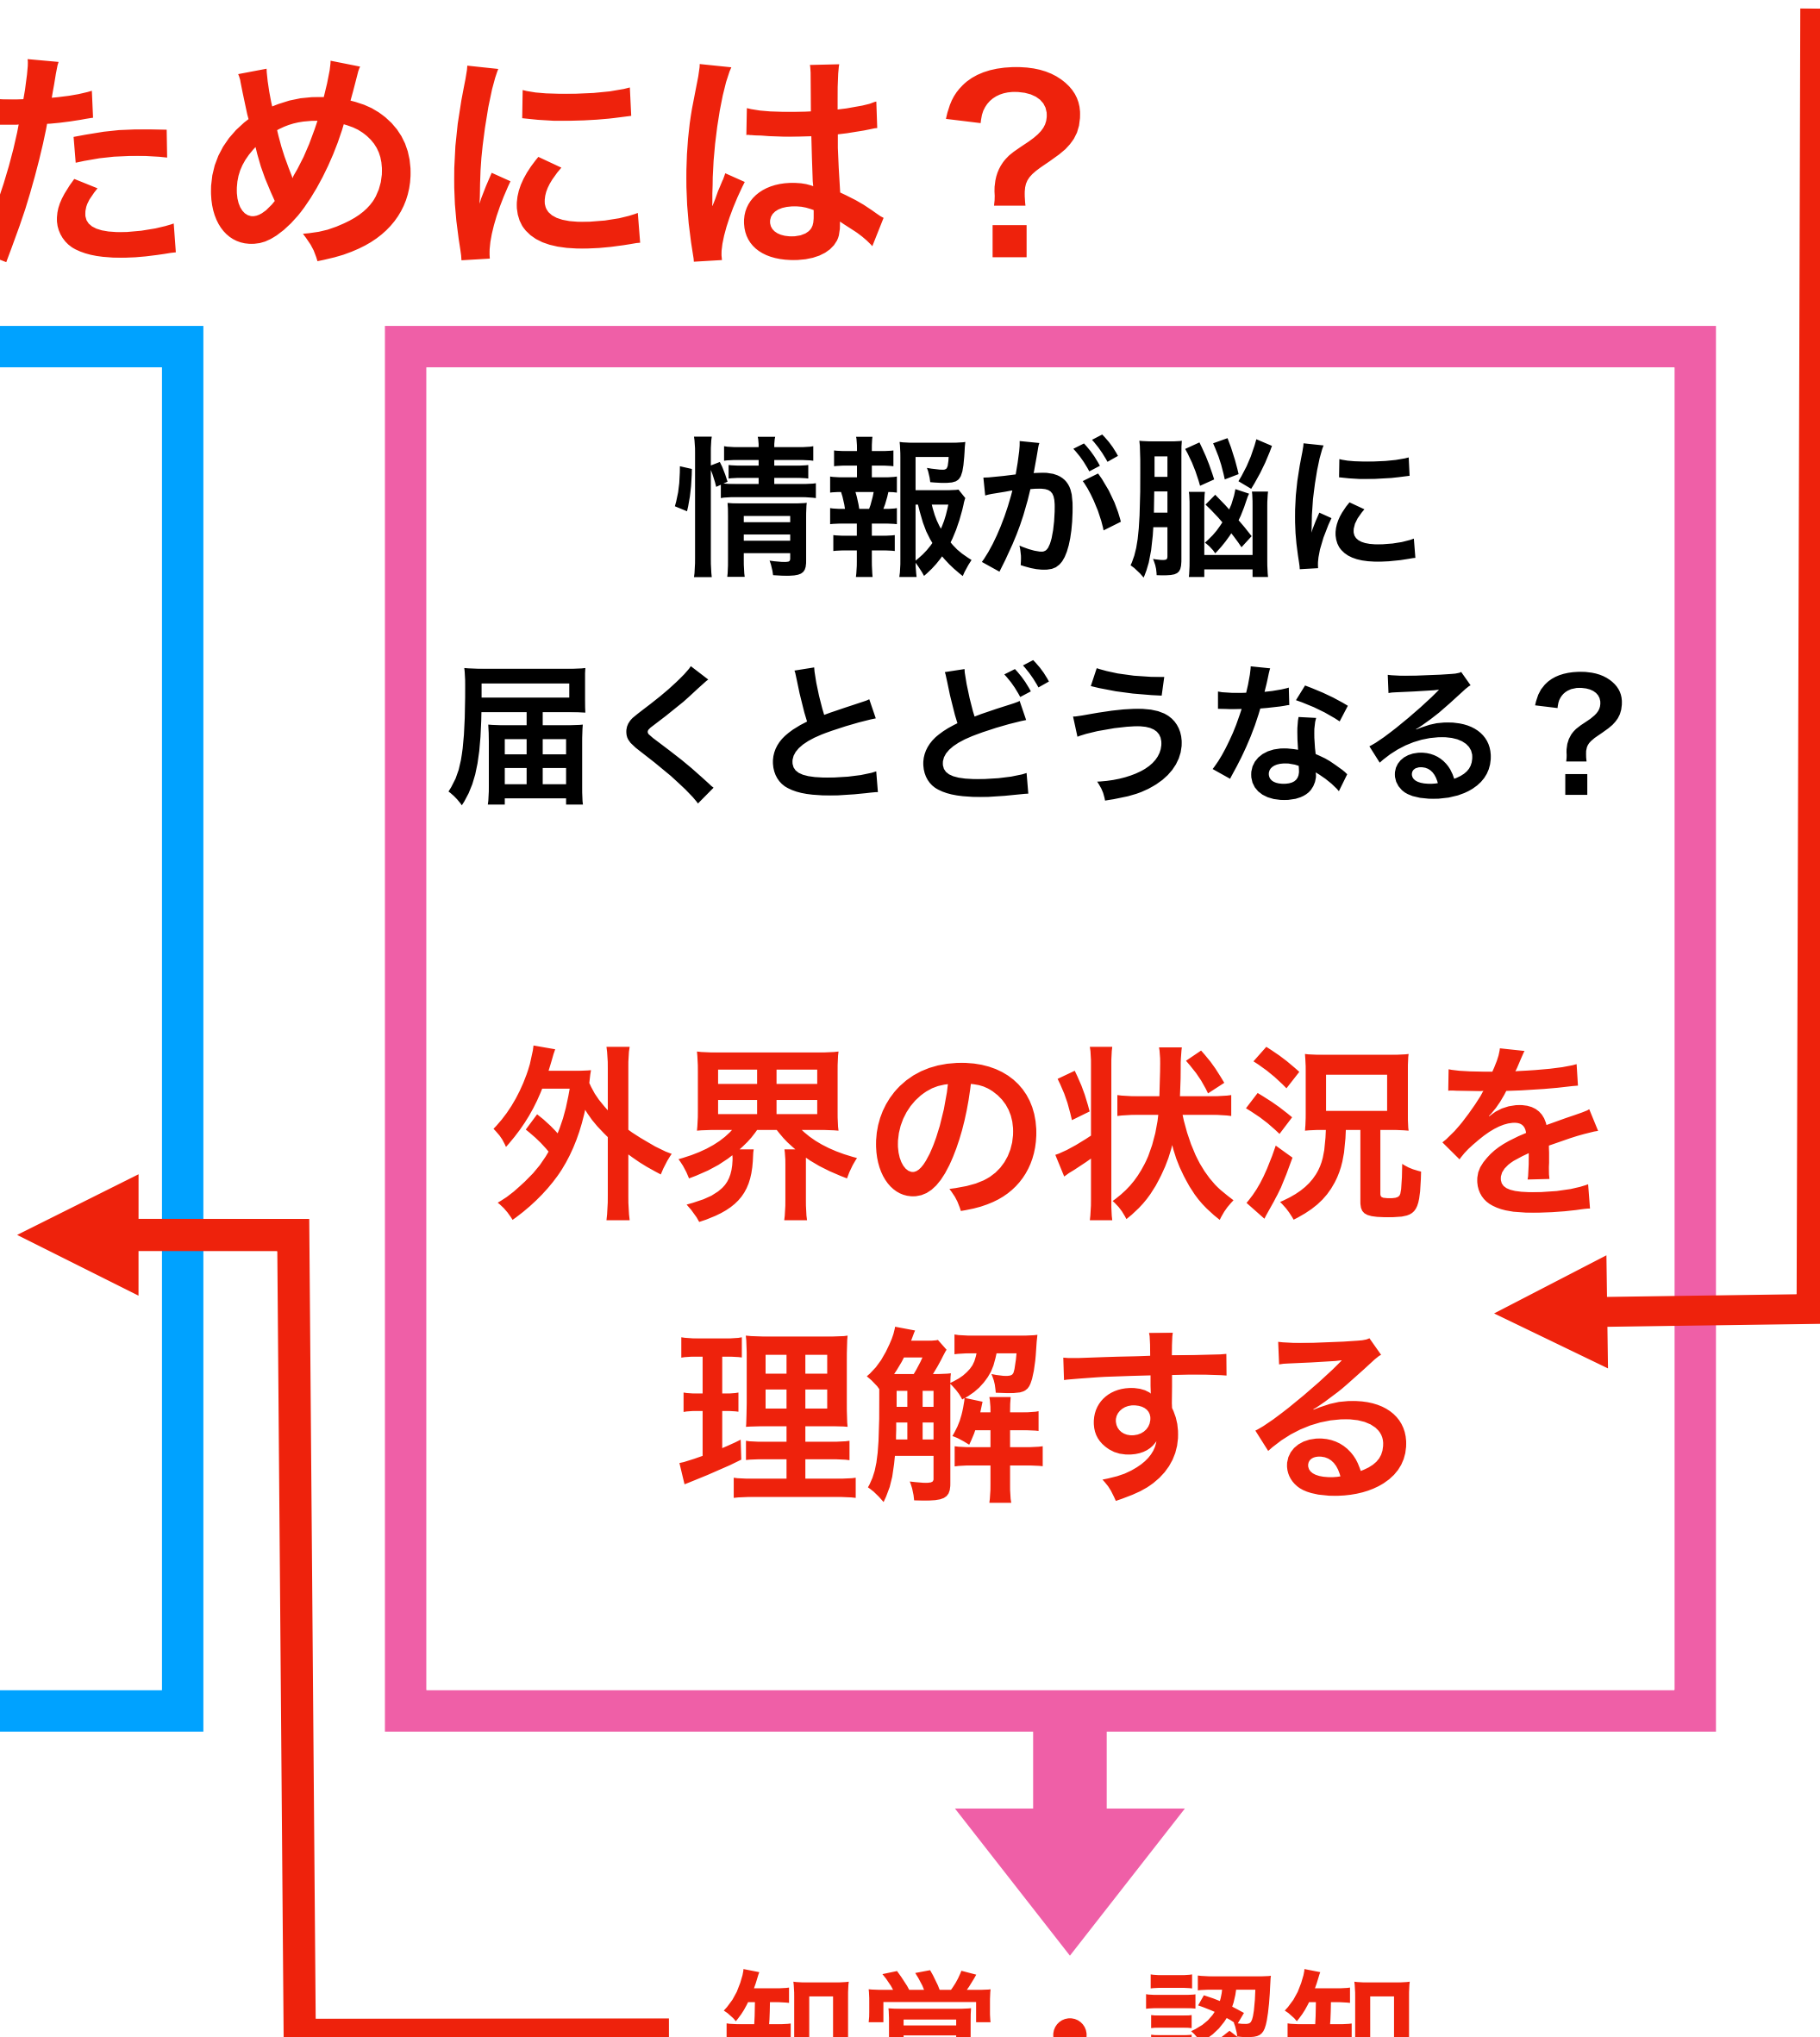 ためには？
情報が脳に
届くとどうなる？
外界の状況を
理解する
知覚・認知